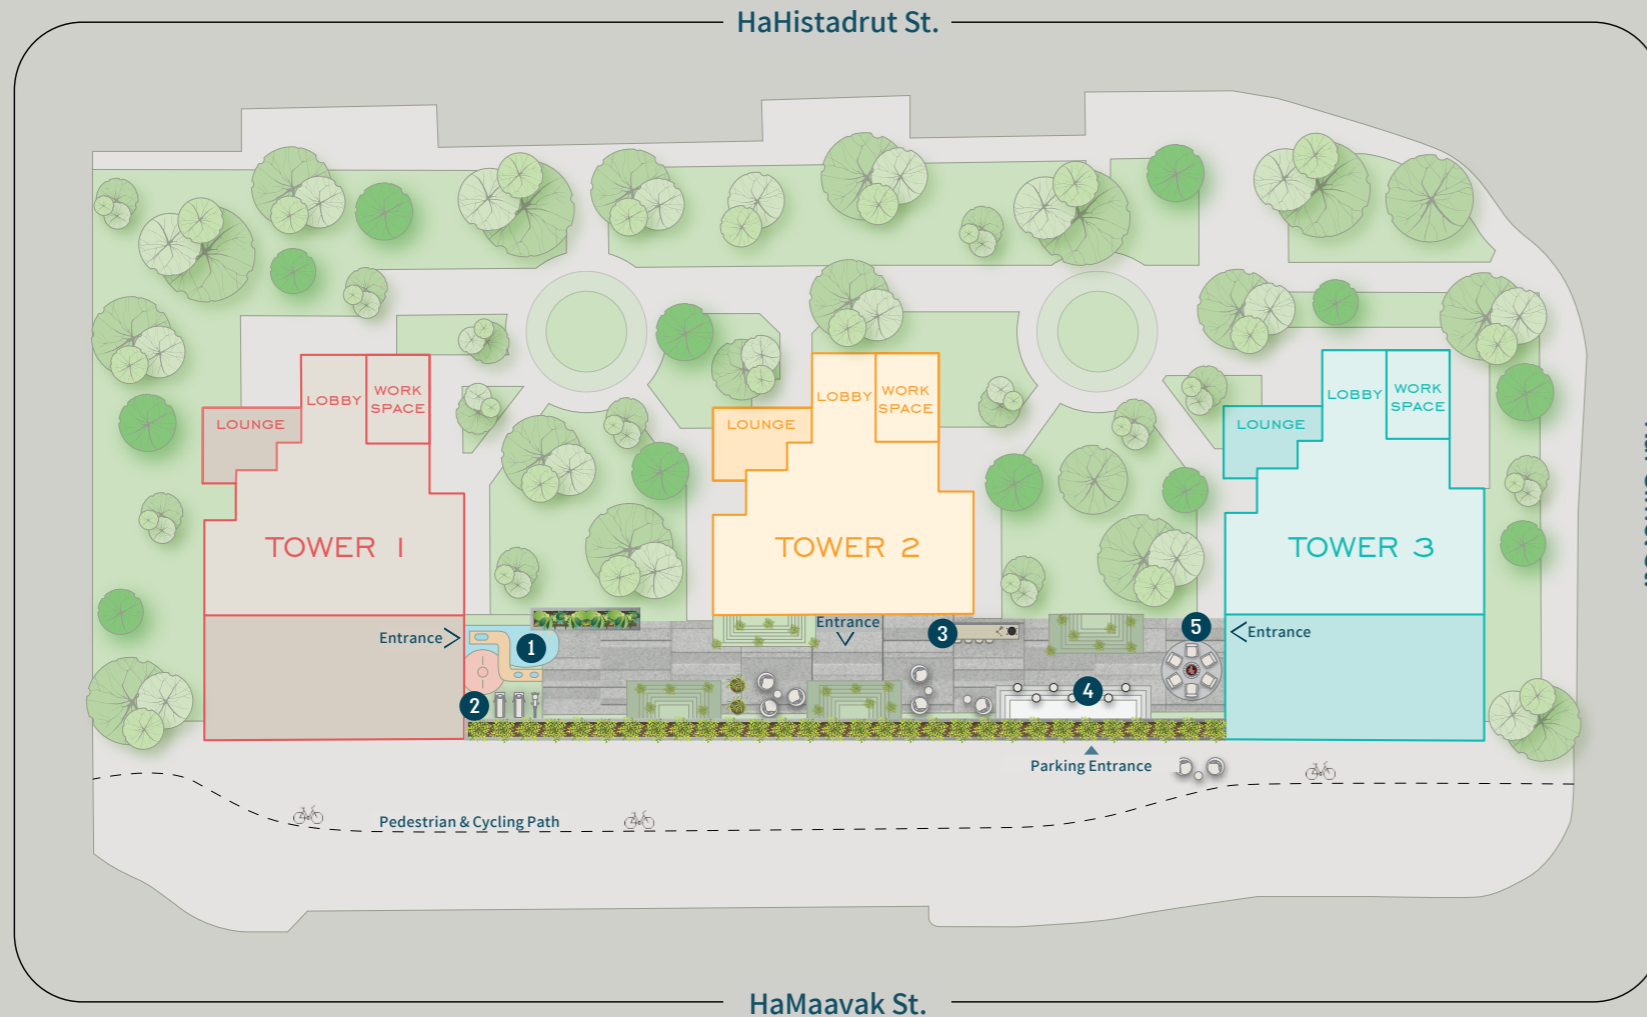 HaHistadrut St.
LOBBY
WORK
SPACE
LOUNGE
TOWER 1
LOBBY
WORK
SPACE
LOUNGE
TOWER 2
LOBBY
WORK
SPACE
LOUNGE
TOWER 3
Entrance
1
2
Entrance
3
4
5
Entrance
Parking Entrance
Pedestrian & Cycling Path
HaMaavak St.